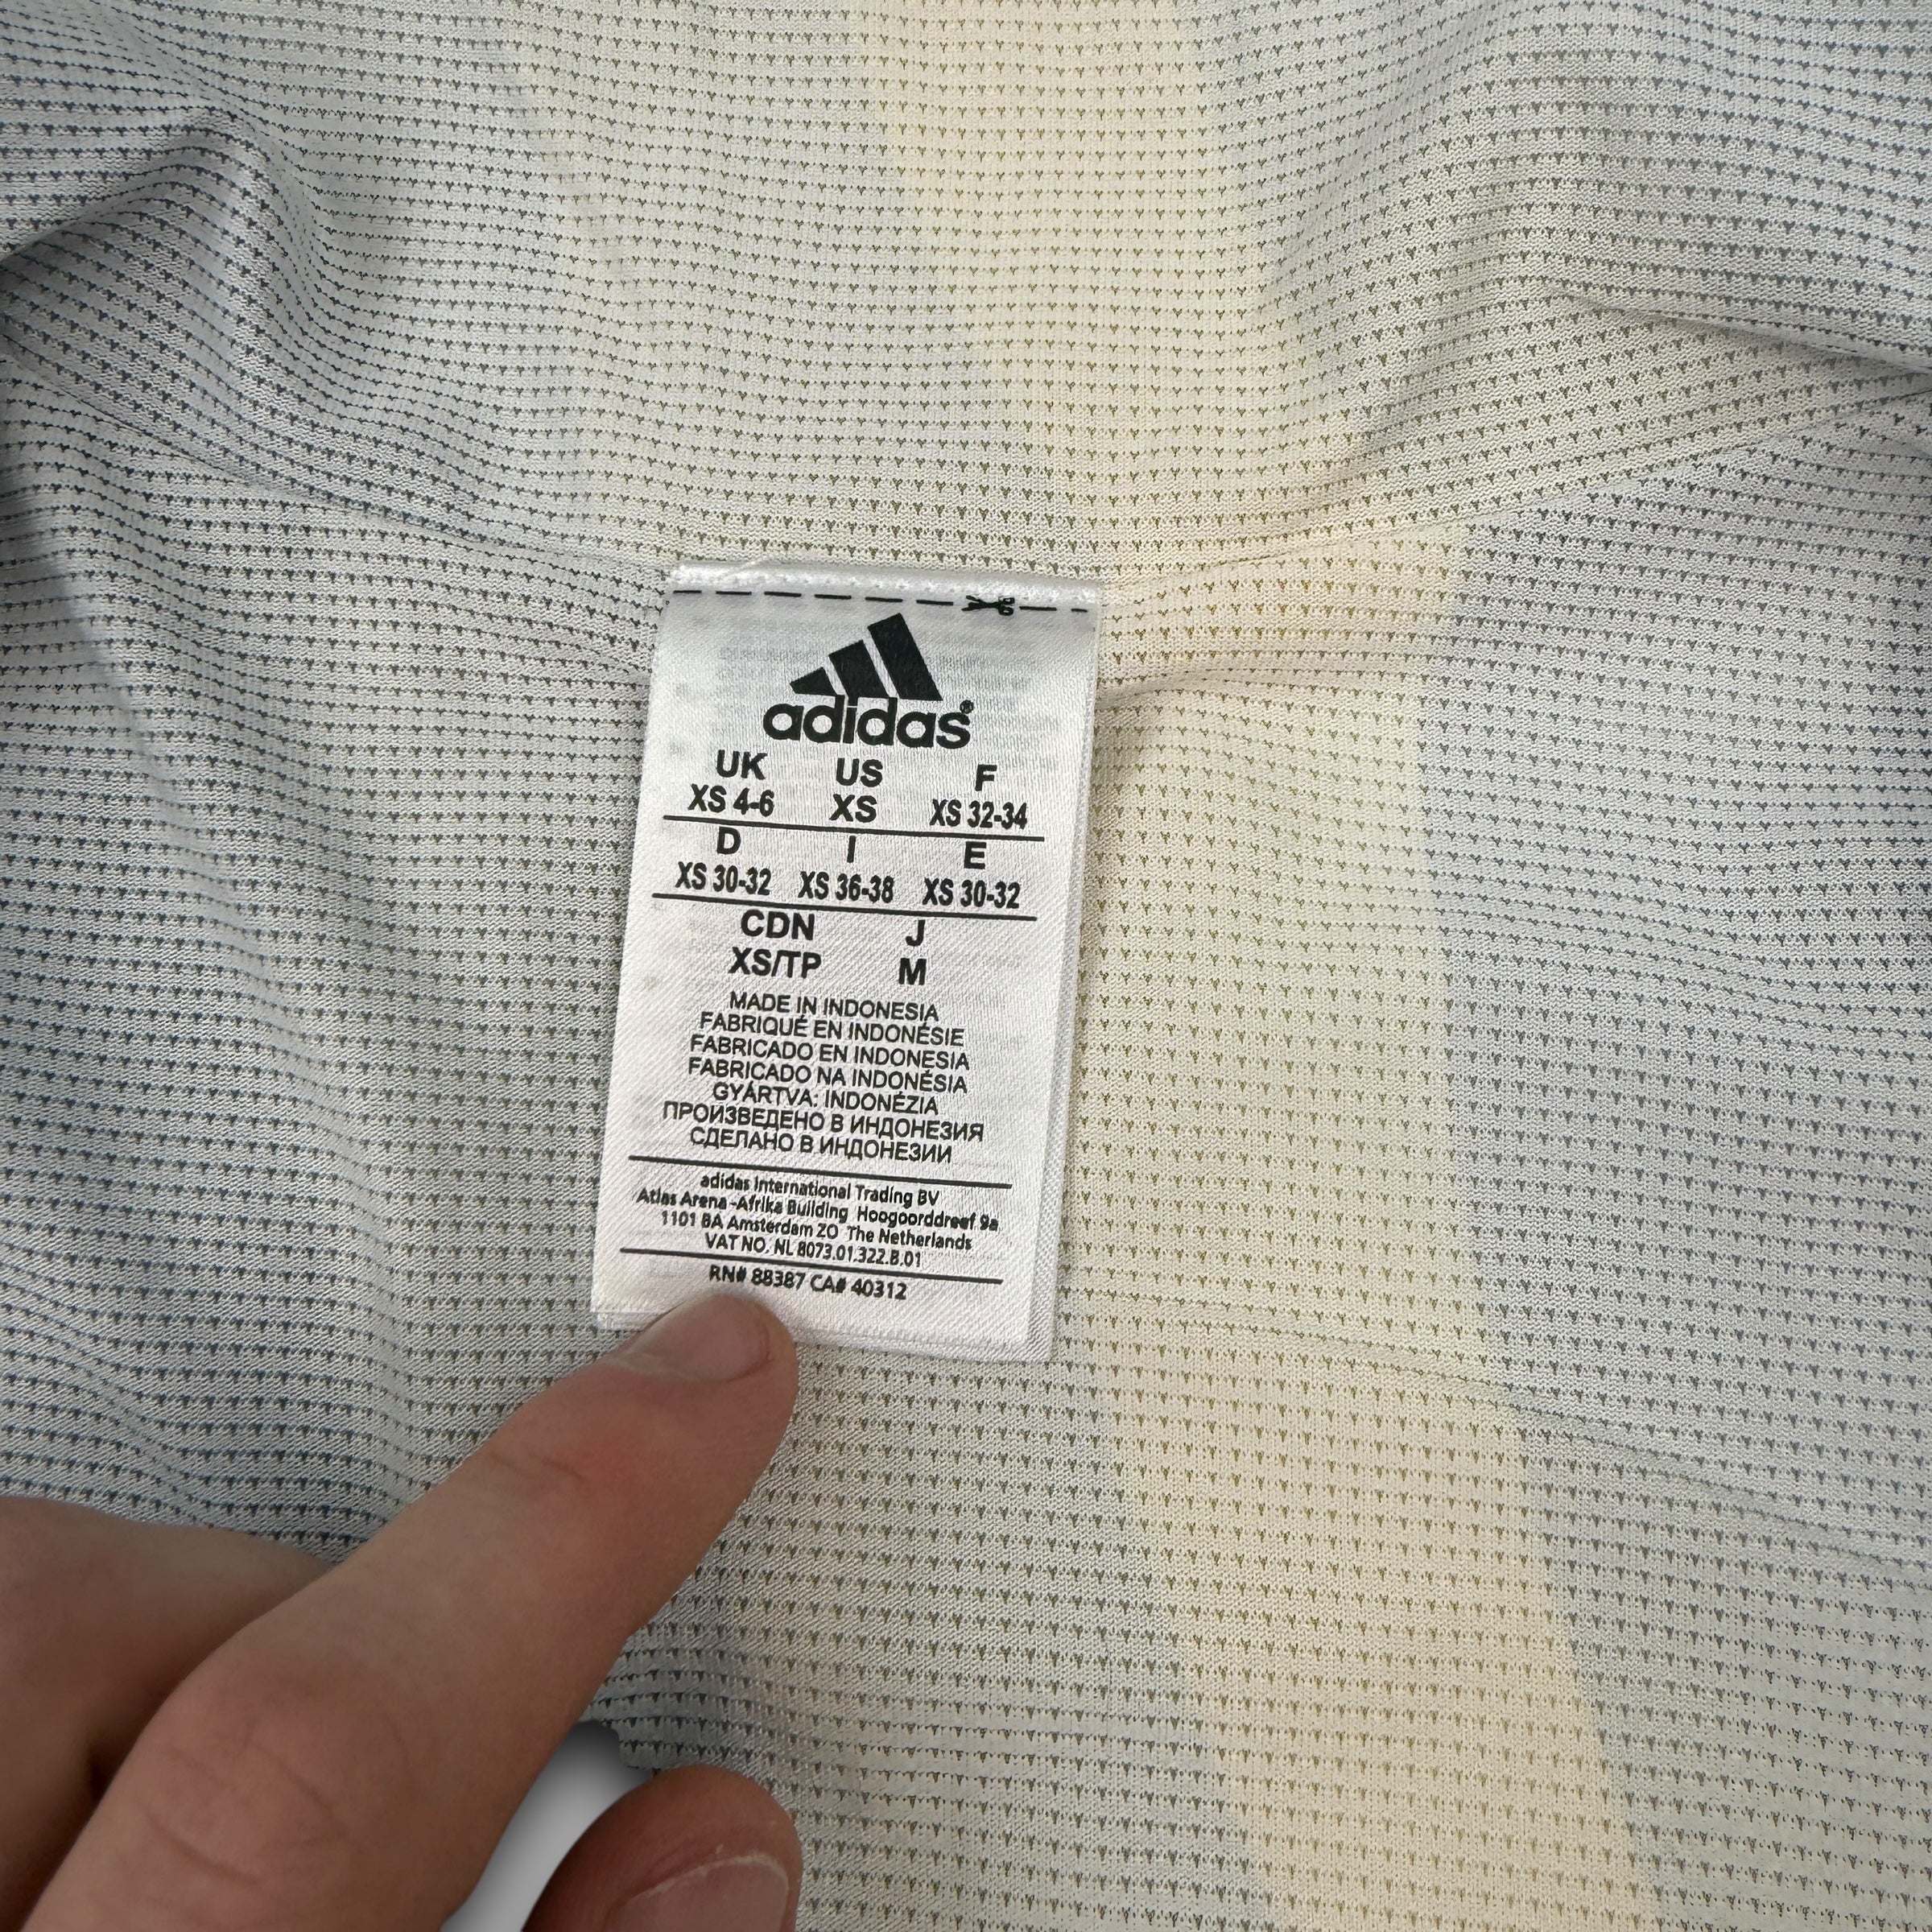 adidas®
UK US F
XS 4-6 XS XS 32-34
D I E
XS 30-32 XS 36-38 XS 30-32
CDN J
XS/TP M
MADE IN INDONESIA
FABRIQUÉ EN INDONÉSIE
FABRICADO EN INDONESIA
FABRICADO NA INDONÉSIA
GYÁRTVA: INDONÉZIA
ПРОИЗВЕДЕНО В ИНДОНЕЗИЯ
СДЕЛАНО В ИНДОНЕЗИИ
adidas International Trading BV
Atlas Arena -Afrika Building Hoogoorddreef 9a
1101 BA Amsterdam ZO The Netherlands
VAT NO. NL 8073.01.322.B.01
RN# 88387 CA# 40312